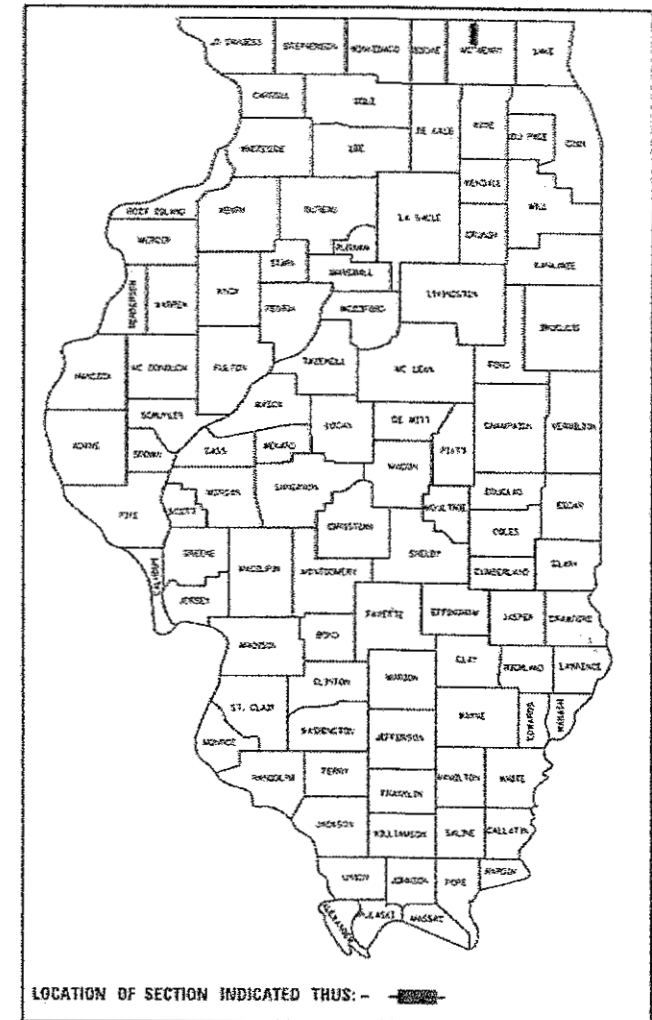 JO DAVIESS STEPHENSON WINNEBAGO BOONE MC HENRY LAKE
CARROLL OGLE DE KALB KANE DU PAGE COOK
WHITESIDE LEE KENDALL WILL
ROCK ISLAND HENRY BUREAU LA SALLE GRUNDY
MERCER PUTNAM KANKAKEE
HENDERSON WARREN KNOX STARK MARSHALL LIVINGSTON IROQUOIS
PEORIA WOODFORD FORD
HANCOCK MC DONOUGH FULTON TAZEWELL MC LEAN
SCHUYLER MASON LOGAN DE WITT CHAMPAIGN VERMILION
ADAMS BROWN CASS MENARD MACON PIATT
PIKE SCOTT MORGAN SANGAMON CHRISTIAN MOULTRIE DOUGLAS EDGAR
COLES
CALHOUN GREENE MACOUPIN MONTGOMERY SHELBY CUMBERLAND CLARK
JERSEY FAYETTE EFFINGHAM JASPER CRAWFORD
MADISON BOND CLAY RICHLAND LAWRENCE
CLINTON MARION
ST. CLAIR WASHINGTON JEFFERSON WAYNE EDWARDS WABASH
MONROE
RANDOLPH PERRY FRANKLIN HAMILTON WHITE
JACKSON WILLIAMSON SALINE GALLATIN
UNION JOHNSON POPE HARDIN
ALEXANDER PULASKI MASSAC
LOCATION OF SECTION INDICATED THUS: -